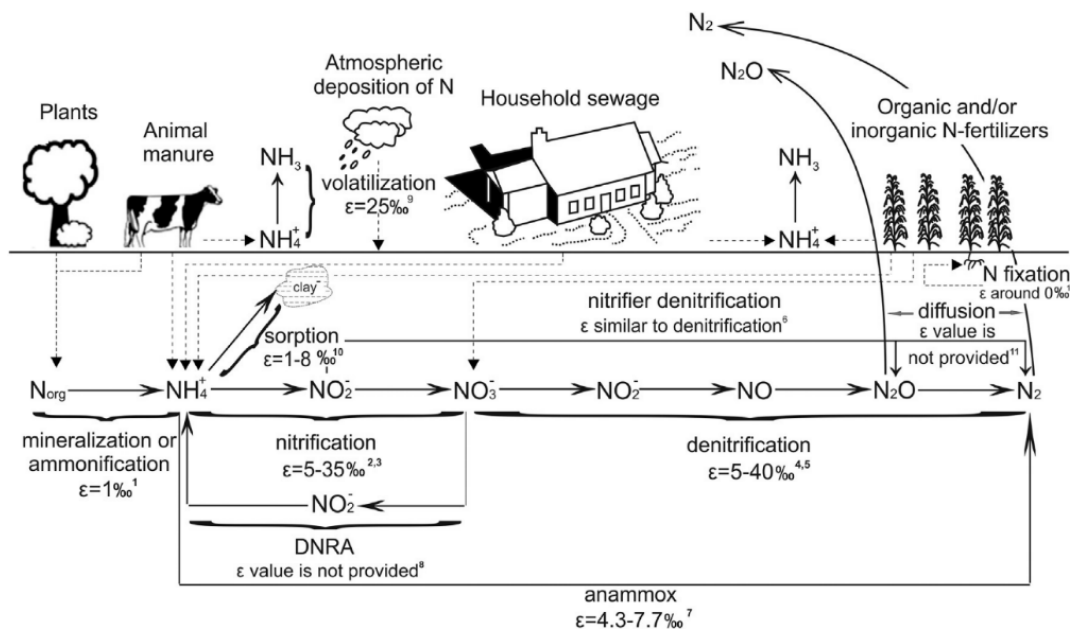 N₂
N₂O
Atmospheric
deposition of N
Household sewage
Organic and/or
inorganic N-fertilizers
Plants
Animal
manure
NH₃
volatilization
ε=25‰⁹
NH₄⁺
NH₃
NH₄⁺
clay⁻
N fixation
ε around 0‰¹
nitrifier denitrification
ε similar to denitrification⁶
diffusion
ε value is
not provided¹¹
sorption
ε=1-8 ‰¹⁰
Norg
NH₄⁺
NO₂⁻
NO₃⁻
NO₂⁻
NO
N₂O
N₂
mineralization or
ammonification
ε=1‰¹
nitrification
ε=5-35‰²,³
denitrification
ε=5-40‰⁴,⁵
NO₂⁻
DNRA
ε value is not provided⁸
anammox
ε=4.3-7.7‰⁷